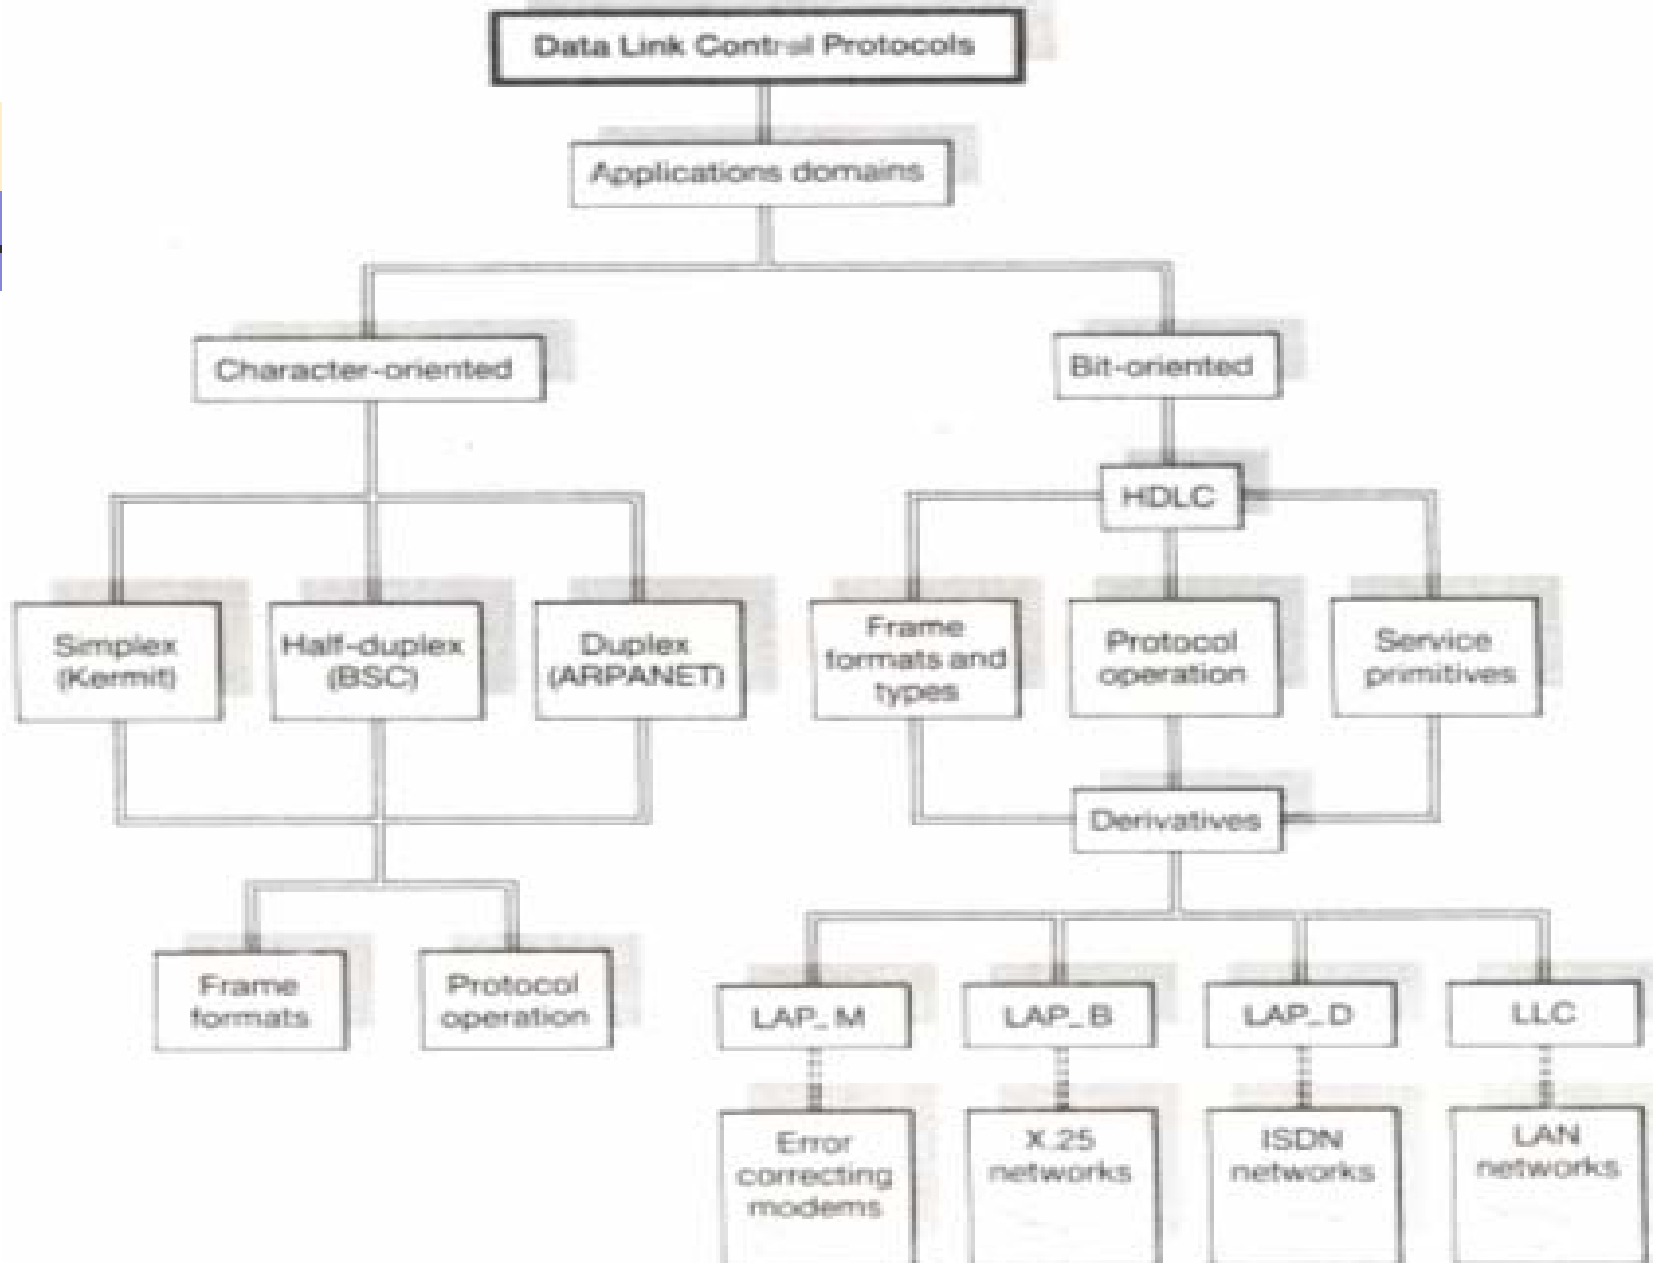 Data Link Control Protocols
Applications domains
Character-oriented
Bit-oriented
HDLC
Simplex
(Kermit)
Half-duplex
(BSC)
Duplex
(ARPANET)
Frame
formats and
types
Protocol
operation
Service
primitives
Derivatives
Frame
formats
Protocol
operation
LAP_M
LAP_B
LAP_D
LLC
Error
correcting
modems
X.25
networks
ISDN
networks
LAN
networks